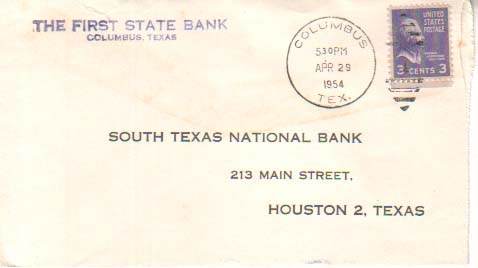 THE FIRST STATE BANK
COLUMBUS, TEXAS
COLUMBUS
530PM
APR 29
1954
TEX.
UNITED
STATES
POSTAGE
3 CENTS 3
SOUTH TEXAS NATIONAL BANK
213 MAIN STREET,
HOUSTON 2, TEXAS